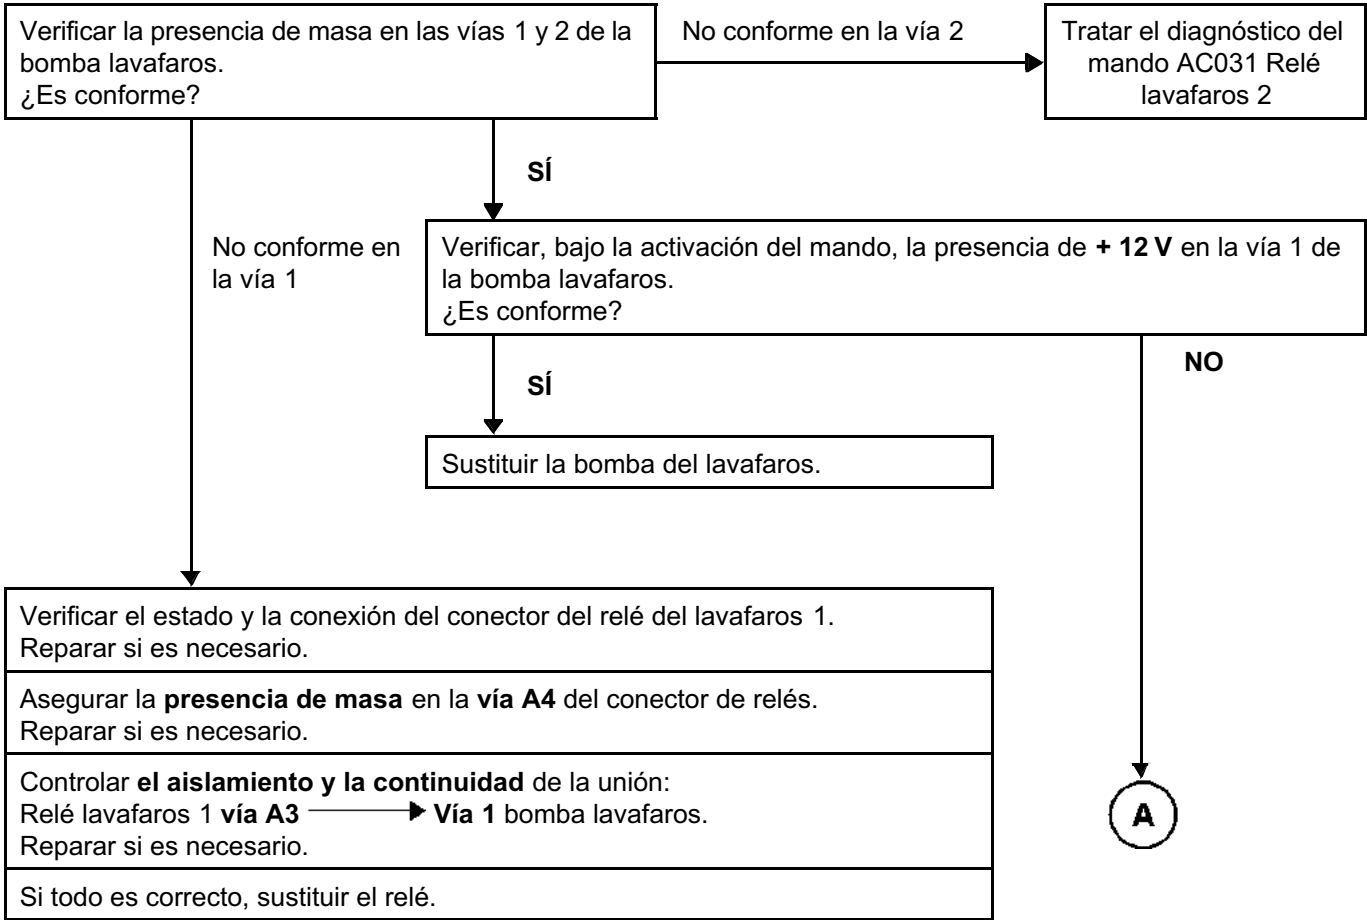 Verificar la presencia de masa en las vías 1 y 2 de la
bomba lavafaros.
¿Es conforme?
No conforme en la vía 2
Tratar el diagnóstico del
mando AC031 Relé
lavafaros 2
SÍ
No conforme en
la vía 1
Verificar, bajo la activación del mando, la presencia de + 12 V en la vía 1 de
la bomba lavafaros.
¿Es conforme?
SÍ
NO
Sustituir la bomba del lavafaros.
Verificar el estado y la conexión del conector del relé del lavafaros 1.
Reparar si es necesario.
Asegurar la presencia de masa en la vía A4 del conector de relés.
Reparar si es necesario.
Controlar el aislamiento y la continuidad de la unión:
Relé lavafaros 1 vía A3 Vía 1 bomba lavafaros.
Reparar si es necesario.
Si todo es correcto, sustituir el relé.
A